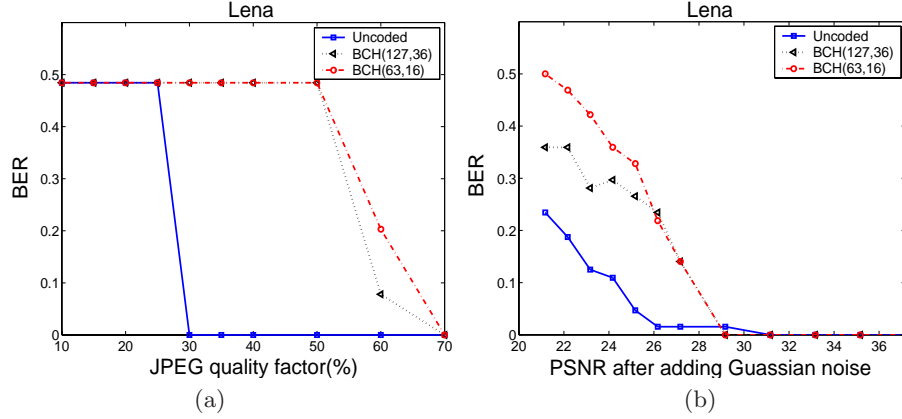 Lena
Uncoded
BCH(127,36)
BCH(63,16)
0.5
0.4
0.3
0.2
0.1
0
BER
10 20 30 40 50 60 70
JPEG quality factor(%)
(a)
Lena
Uncoded
BCH(127,36)
BCH(63,16)
0.5
0.4
0.3
0.2
0.1
0
BER
20 22 24 26 28 30 32 34 36
PSNR after adding Guassian noise
(b)